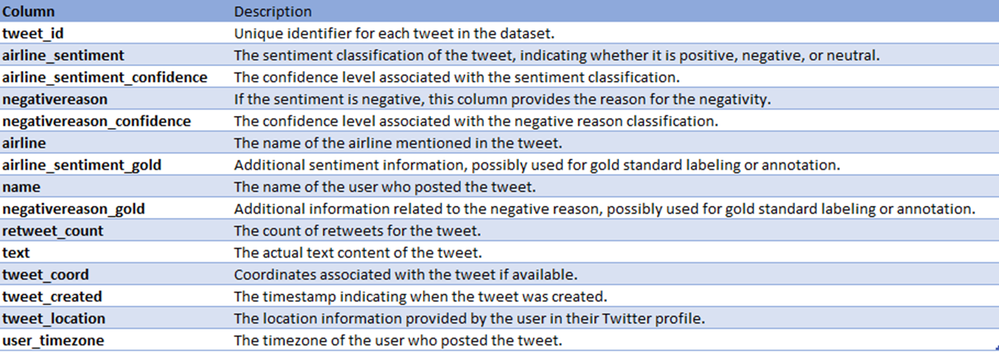 Column Description
tweet_id Unique identifier for each tweet in the dataset.
airline_sentiment The sentiment classification of the tweet, indicating whether it is positive, negative, or neutral.
airline_sentiment_confidence The confidence level associated with the sentiment classification.
negativereason If the sentiment is negative, this column provides the reason for the negativity.
negativereason_confidence The confidence level associated with the negative reason classification.
airline The name of the airline mentioned in the tweet.
airline_sentiment_gold Additional sentiment information, possibly used for gold standard labeling or annotation.
name The name of the user who posted the tweet.
negativereason_gold Additional information related to the negative reason, possibly used for gold standard labeling or annotation.
retweet_count The count of retweets for the tweet.
text The actual text content of the tweet.
tweet_coord Coordinates associated with the tweet if available.
tweet_created The timestamp indicating when the tweet was created.
tweet_location The location information provided by the user in their Twitter profile.
user_timezone The timezone of the user who posted the tweet.